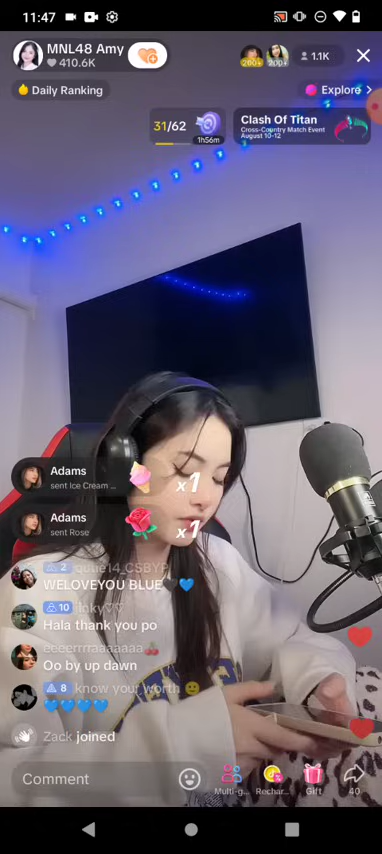 11:47
MNL48 Amy
410.6K
200+
200+
1.1K
Daily Ranking
Explore
31/62
1h56m
Clash Of Titan
Cross-Country Match Event
August 10-12
Adams
sent Ice Cream ...
x1
Adams
sent Rose
x1
2
WELOVEYOU BLUE🖤💙
10 Inky♡♡
Hala thank you po
eeeerrraaaaaaa🍒
Oo by up dawn
8 know your worth 🙂
💙💙💙💙
Zack joined
Comment
Multi-g...
Rechar...
Gift
40